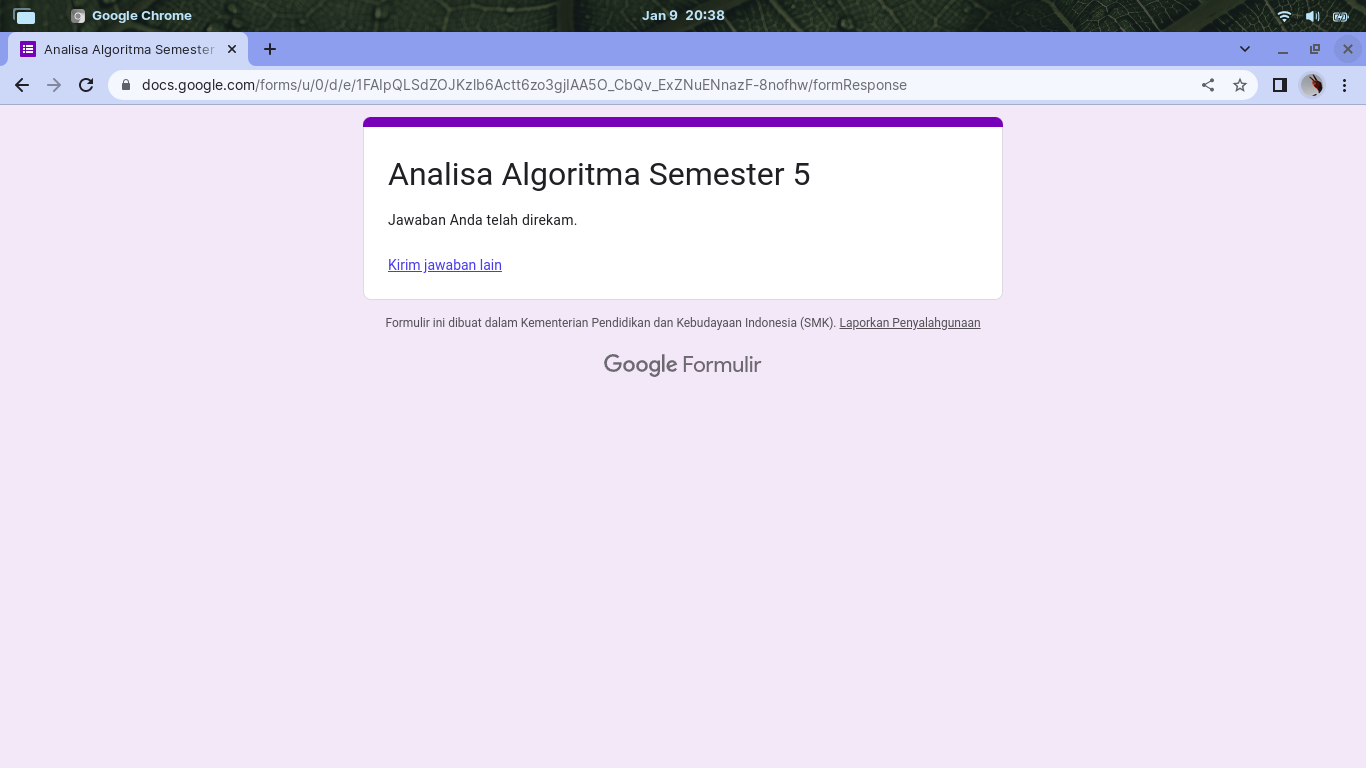 Google Chrome
Jan 9 20:38
Analisa Algoritma Semester
docs.google.com/forms/u/0/d/e/1FAIpQLSdZOJKzIb6Actt6zo3gjIAA5O_CbQv_ExZNuENnazF-8nofhw/formResponse
Analisa Algoritma Semester 5
Jawaban Anda telah direkam.
Kirim jawaban lain
Formulir ini dibuat dalam Kementerian Pendidikan dan Kebudayaan Indonesia (SMK). Laporkan Penyalahgunaan
Google Formulir